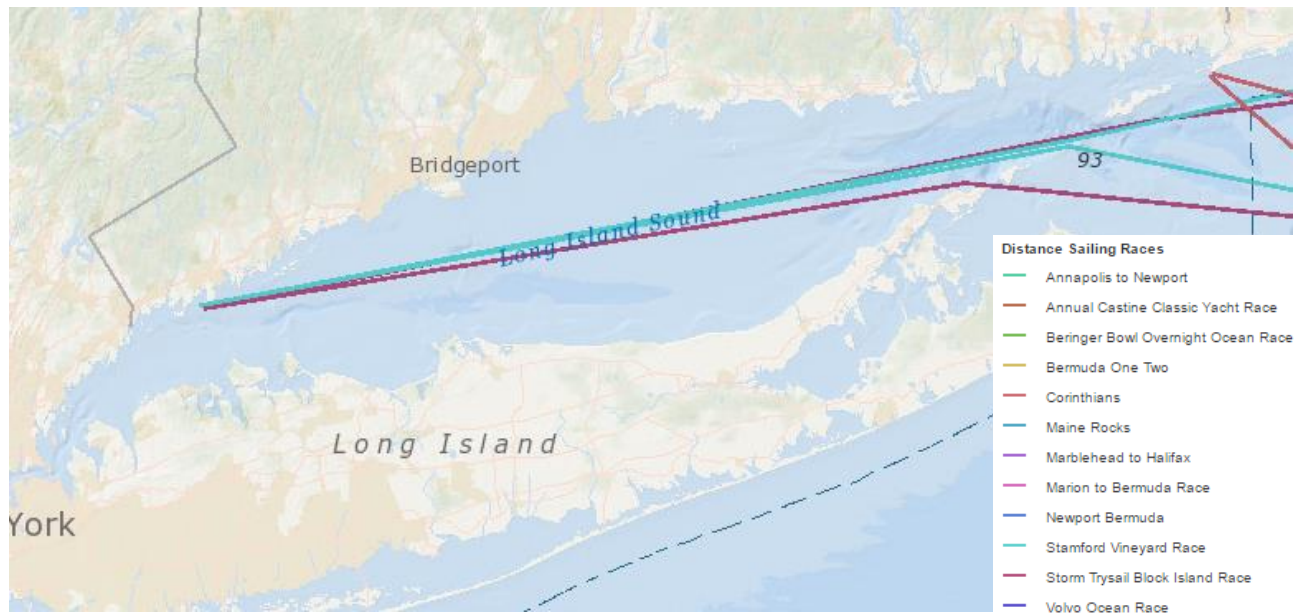 Bridgeport
93
Long Island Sound
Distance Sailing Races
Annapolis to Newport
Annual Castine Classic Yacht Race
Beringer Bowl Overnight Ocean Race
Bermuda One Two
Corinthians
Maine Rocks
Marblehead to Halifax
Marion to Bermuda Race
Newport Bermuda
Stamford Vineyard Race
Storm Trysail Block Island Race
Volvo Ocean Race
Long Island
York